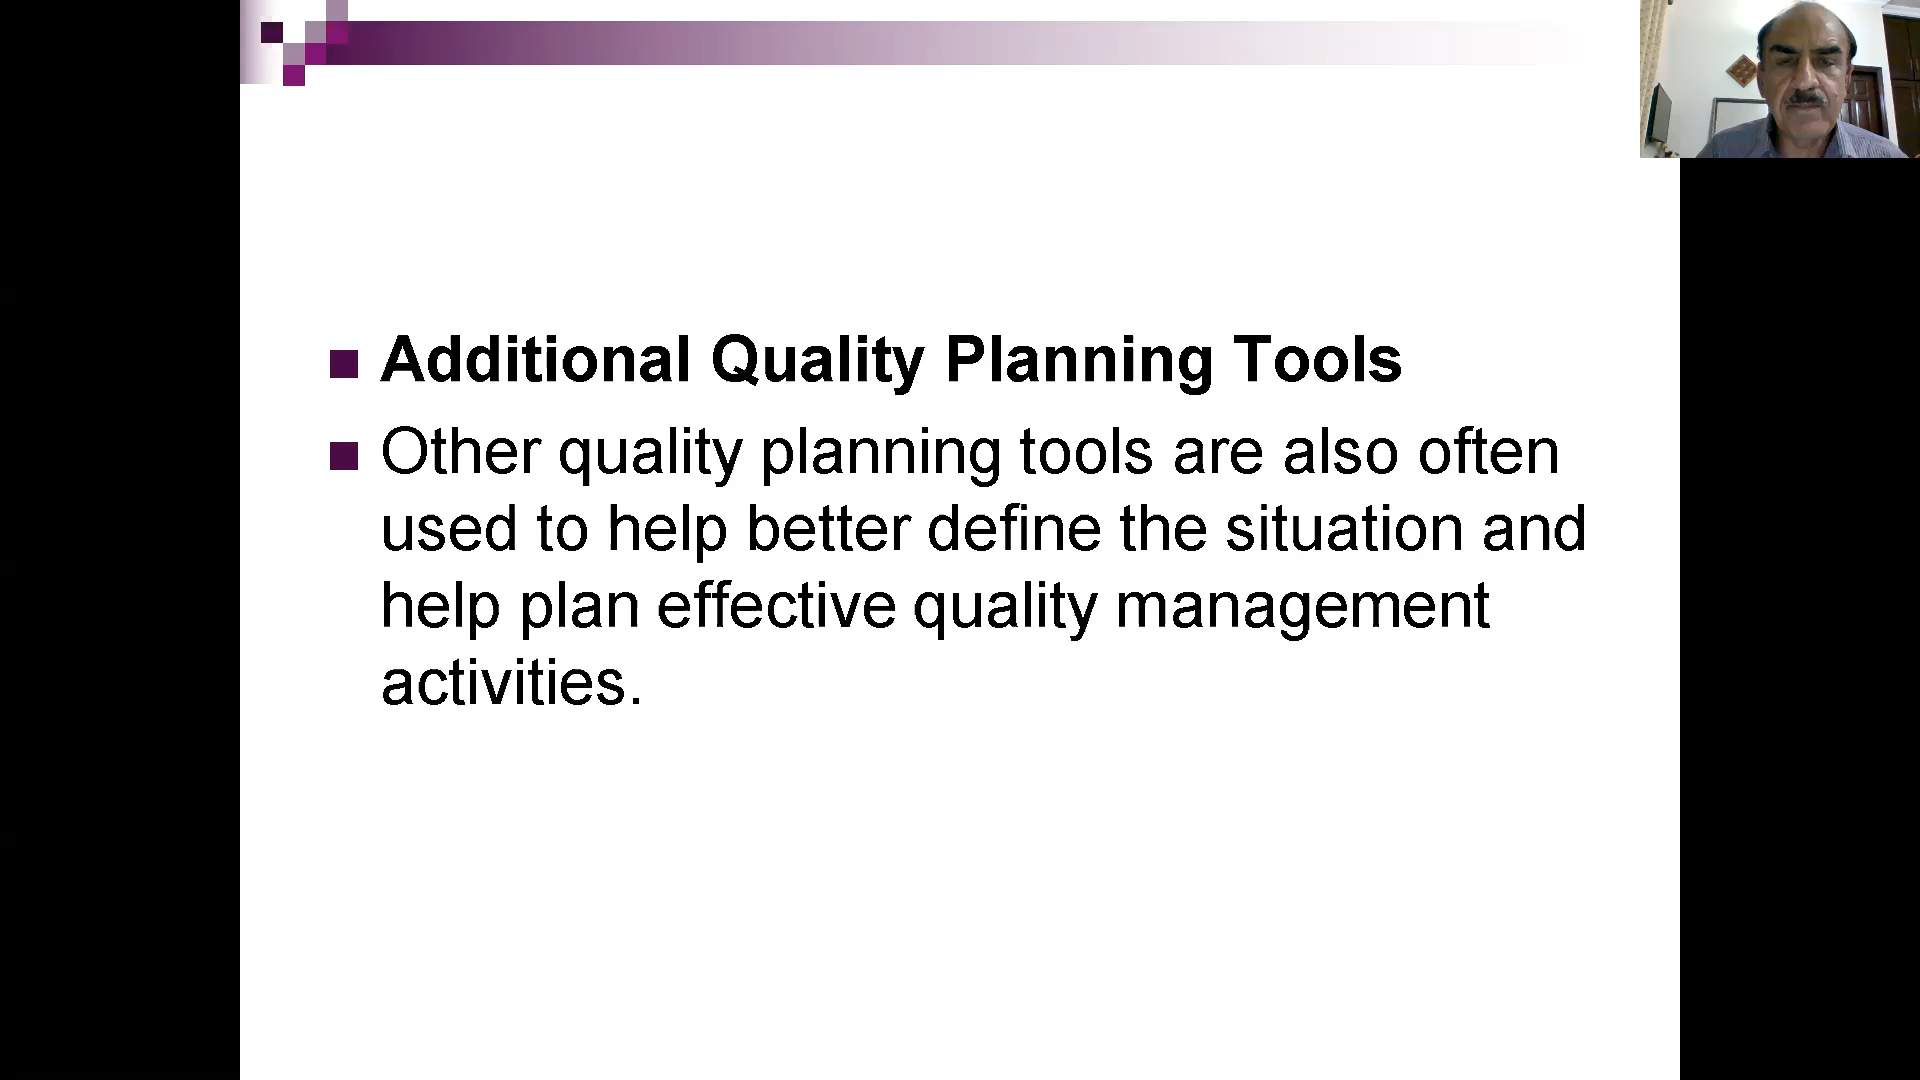 Additional Quality Planning Tools
Other quality planning tools are also often
used to help better define the situation and
help plan effective quality management
activities.